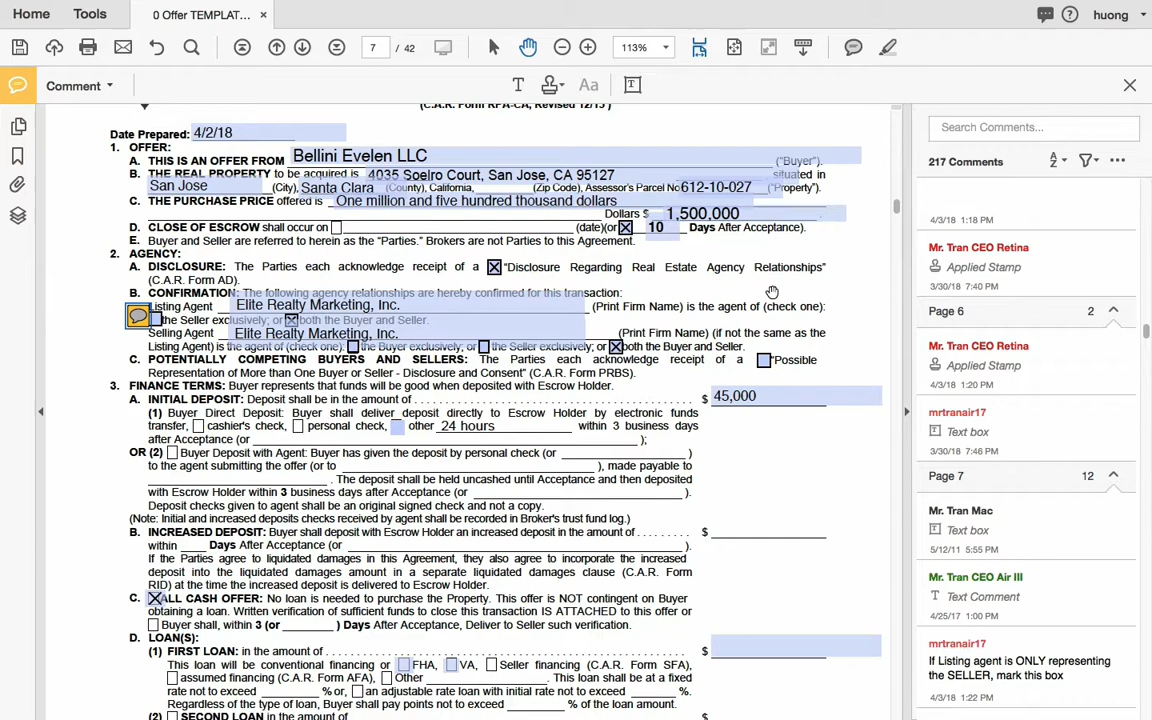 Home Tools 0 Offer TEMPLAT... × huong
7 / 42 113%
Comment T Aa T
(C.A.R. Form RPA-CA, Revised 12/15 )
Date Prepared: 4/2/18
1. OFFER:
A. THIS IS AN OFFER FROM Bellini Evelen LLC ("Buyer").
B. THE REAL PROPERTY to be acquired is 4035 Soelro Court, San Jose, CA 95127 situated in
San Jose (City), Santa Clara (County), California, (Zip Code), Assessor's Parcel No 612-10-027 ("Property").
C. THE PURCHASE PRICE offered is One million and five hundred thousand dollars
Dollars $ 1,500,000 .
D. CLOSE OF ESCROW shall occur on (date)(or 10 Days After Acceptance).
E. Buyer and Seller are referred to herein as the "Parties." Brokers are not Parties to this Agreement.
2. AGENCY:
A. DISCLOSURE: The Parties each acknowledge receipt of a "Disclosure Regarding Real Estate Agency Relationships"
(C.A.R. Form AD).
B. CONFIRMATION: The following agency relationships are hereby confirmed for this transaction:
Listing Agent Elite Realty Marketing, Inc. (Print Firm Name) is the agent of (check one):
the Seller exclusively; or both the Buyer and Seller.
Selling Agent Elite Realty Marketing, Inc. (Print Firm Name) (if not the same as the
Listing Agent) is the agent of (check one): the Buyer exclusively; or the Seller exclusively; or both the Buyer and Seller.
C. POTENTIALLY COMPETING BUYERS AND SELLERS: The Parties each acknowledge receipt of a "Possible
Representation of More than One Buyer or Seller - Disclosure and Consent" (C.A.R. Form PRBS).
3. FINANCE TERMS: Buyer represents that funds will be good when deposited with Escrow Holder.
A. INITIAL DEPOSIT: Deposit shall be in the amount of . . . . . . . . . . . . . . . . . . . . . . . . . . . . . . . . . . . . . . . . . $ 45,000
(1) Buyer Direct Deposit: Buyer shall deliver deposit directly to Escrow Holder by electronic funds
transfer, cashier's check, personal check, other 24 hours within 3 business days
after Acceptance (or );
OR (2) Buyer Deposit with Agent: Buyer has given the deposit by personal check (or )
to the agent submitting the offer (or to ), made payable to
. The deposit shall be held uncashed until Acceptance and then deposited
with Escrow Holder within 3 business days after Acceptance (or ).
Deposit checks given to agent shall be an original signed check and not a copy.
(Note: Initial and increased deposits checks received by agent shall be recorded in Broker's trust fund log.)
B. INCREASED DEPOSIT: Buyer shall deposit with Escrow Holder an increased deposit in the amount of . . . . . . . . $
within Days After Acceptance (or ).
If the Parties agree to liquidated damages in this Agreement, they also agree to incorporate the increased
deposit into the liquidated damages amount in a separate liquidated damages clause (C.A.R. Form
RID) at the time the increased deposit is delivered to Escrow Holder.
C. ALL CASH OFFER: No loan is needed to purchase the Property. This offer is NOT contingent on Buyer
obtaining a loan. Written verification of sufficient funds to close this transaction IS ATTACHED to this offer or
Buyer shall, within 3 (or ) Days After Acceptance, Deliver to Seller such verification.
D. LOAN(S):
(1) FIRST LOAN: in the amount of . . . . . . . . . . . . . . . . . . . . . . . . . . . . . . . . . . . . . . . . . . . . . . . . . . . . $
This loan will be conventional financing or FHA, VA, Seller financing (C.A.R. Form SFA),
assumed financing (C.A.R. Form AFA), Other . This loan shall be at a fixed
rate not to exceed % or, an adjustable rate loan with initial rate not to exceed %.
Regardless of the type of loan, Buyer shall pay points not to exceed % of the loan amount.
(2) SECOND LOAN in the amount of $
Search Comments...
217 Comments
4/3/18 1:18 PM
Mr. Tran CEO Retina
Applied Stamp
Page 6 2
Mr. Tran CEO Retina
Applied Stamp
4/3/18 1:20 PM
mrtranair17
Text box
3/30/18 7:46 PM
Page 7 12
Mr. Tran Mac
Text box
5/12/11 5:55 PM
Mr. Tran CEO Air III
Text Comment
4/25/17 1:00 PM
mrtranair17
If Listing agent is ONLY representing
the SELLER, mark this box
4/3/18 1:22 PM